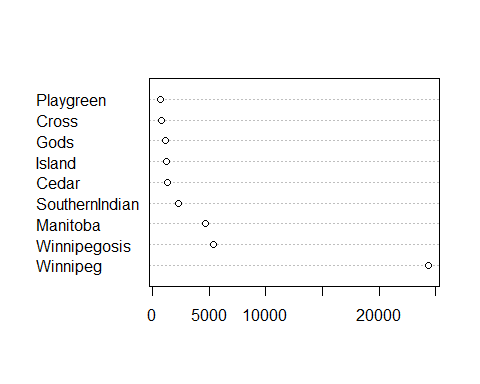 Playgreen
Cross
Gods
Island
Cedar
SouthernIndian
Manitoba
Winnipegosis
Winnipeg
0 5000 10000 20000